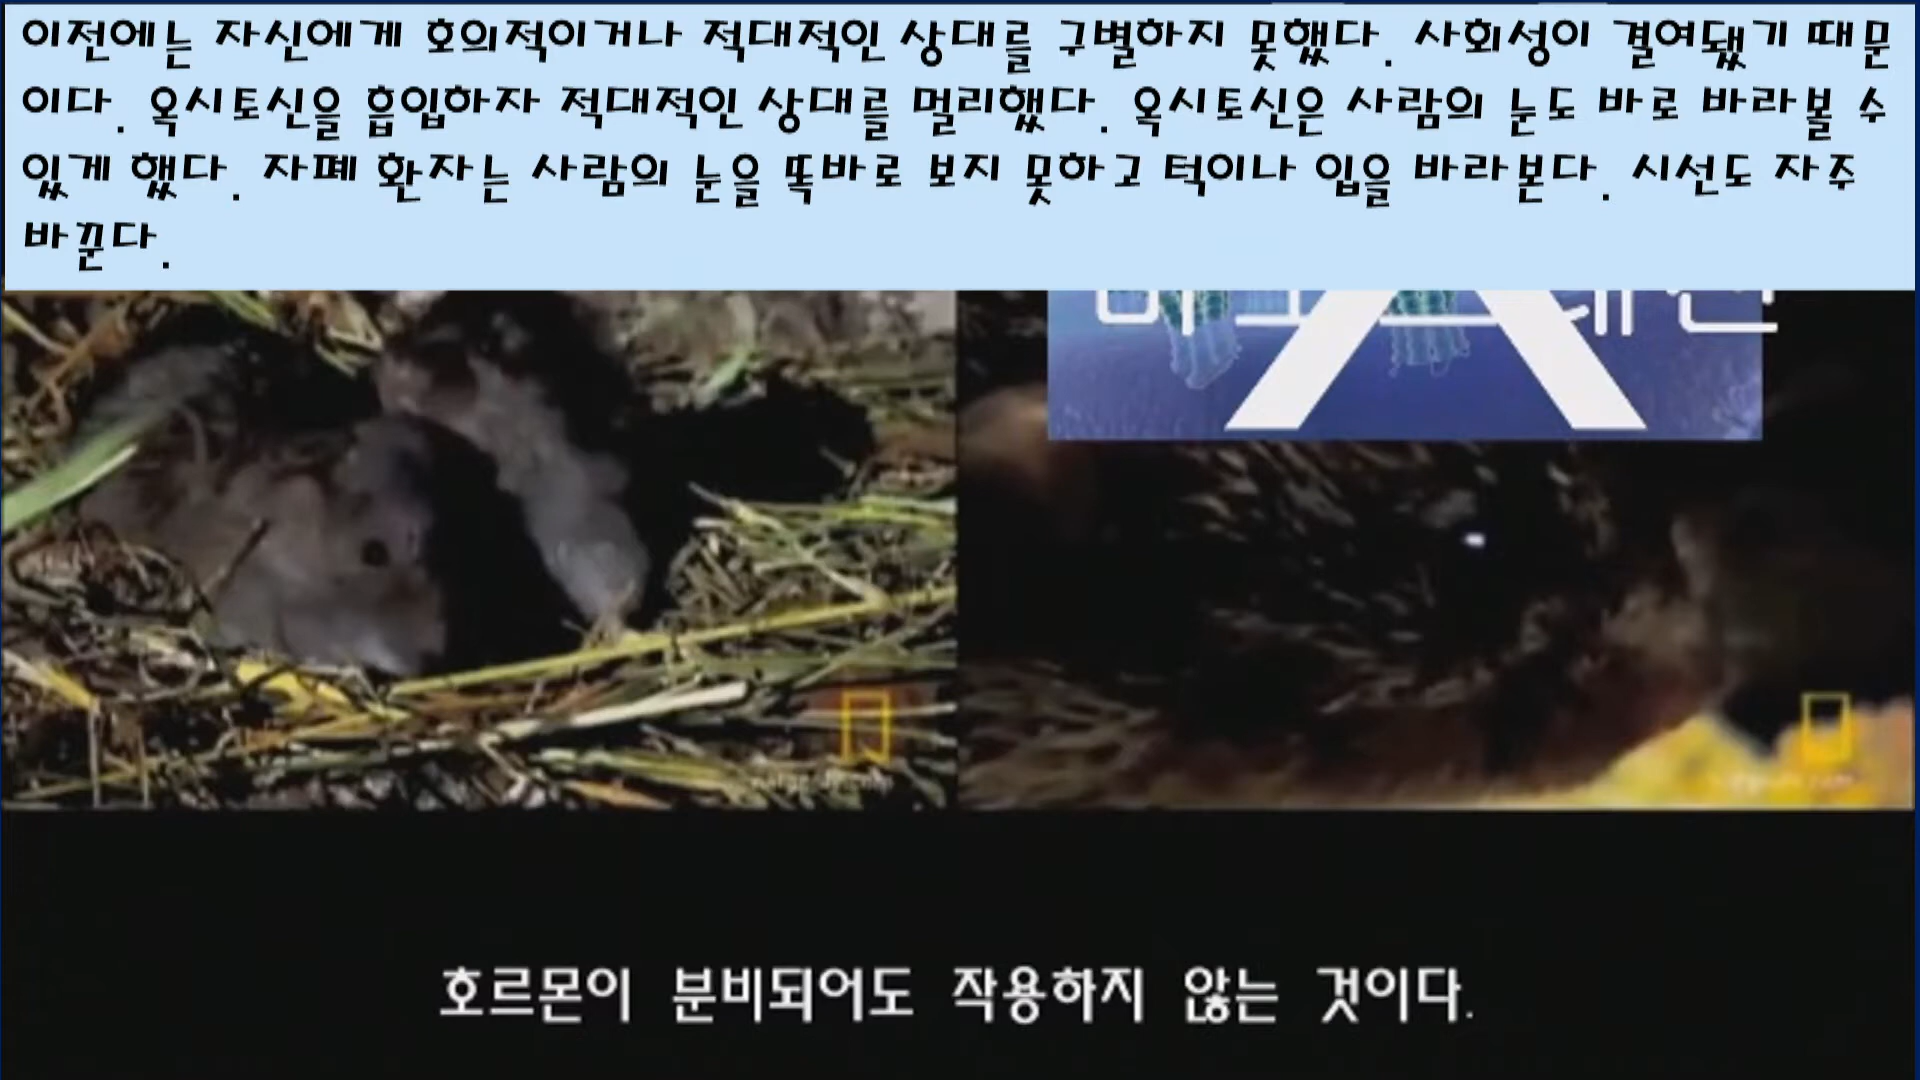 이전에는 자신에게 호의적이거나 적대적인 상대를 구별하지 못했다. 사회성이 결여됐기 때문
이다. 옥시토신을 흡입하자 적대적인 상대를 멀리했다. 옥시토신은 사람의 눈도 바로 바라볼 수
있게 했다. 자폐 환자는 사람의 눈을 똑바로 보지 못하고 턱이나 입을 바라본다. 시선도 자주
바꾼다.
호르몬이 분비되어도 작용하지 않는 것이다.